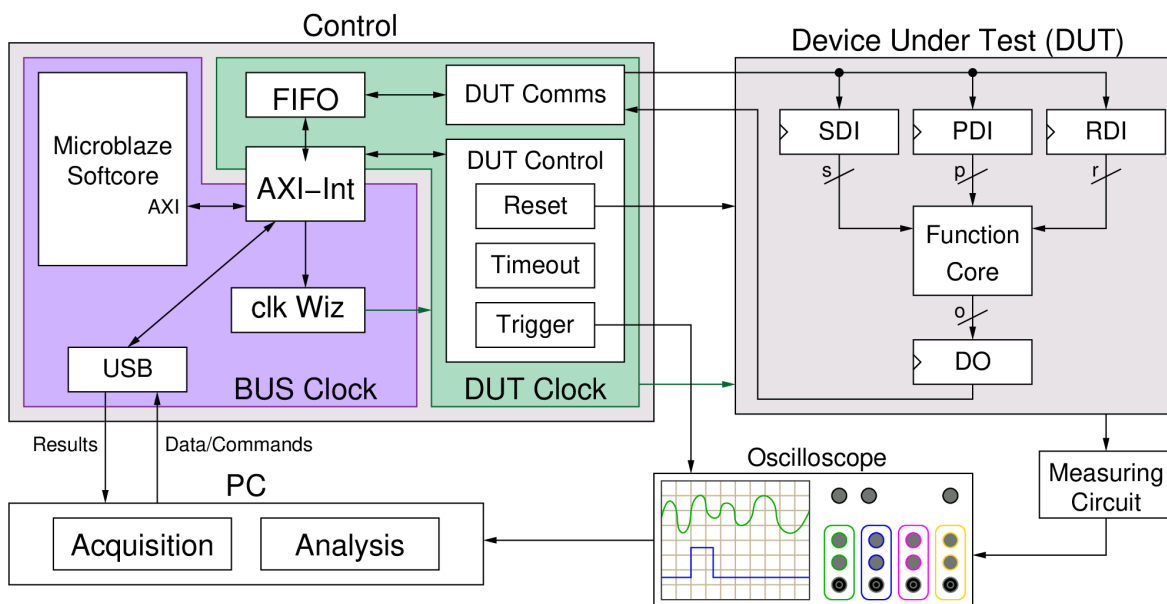 Control
Device Under Test (DUT)
FIFO
DUT Comms
SDI
PDI
RDI
Microblaze
Softcore
AXI
AXI–Int
DUT Control
Reset
Timeout
Trigger
s
p
r
Function
Core
o
DO
clk Wiz
USB
BUS Clock
DUT Clock
Results
Data/Commands
PC
Acquisition
Analysis
Oscilloscope
Measuring
Circuit